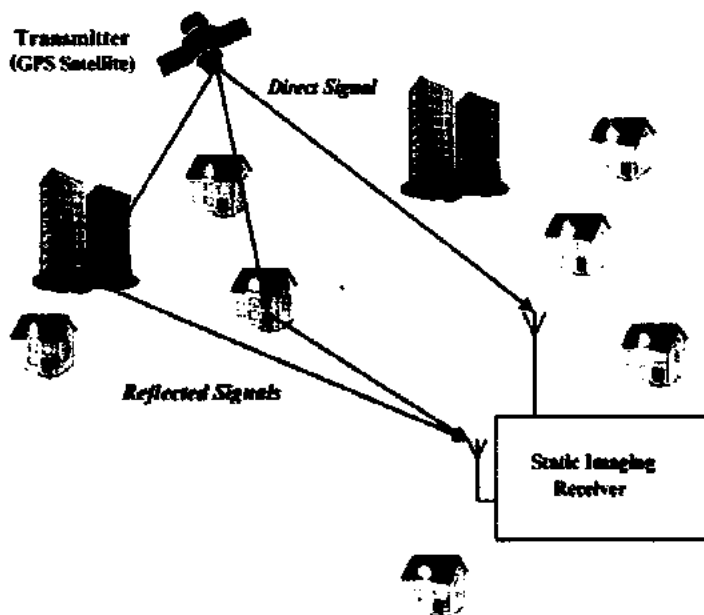 Transmitter
(GPS Satellite)
Direct Signal
Reflected Signals
Static Imaging
Receiver